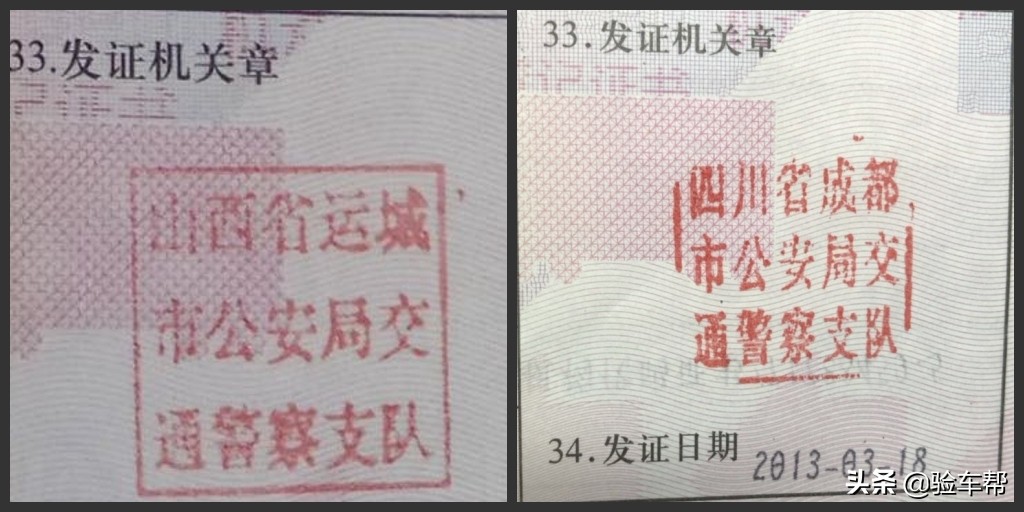 33.发证机关章
山西省运城
市公安局交
通警察支队
33.发证机关章
四川省成都
市公安局交
通警察支队
34.发证日期 2013-03-18
头条 @验车帮